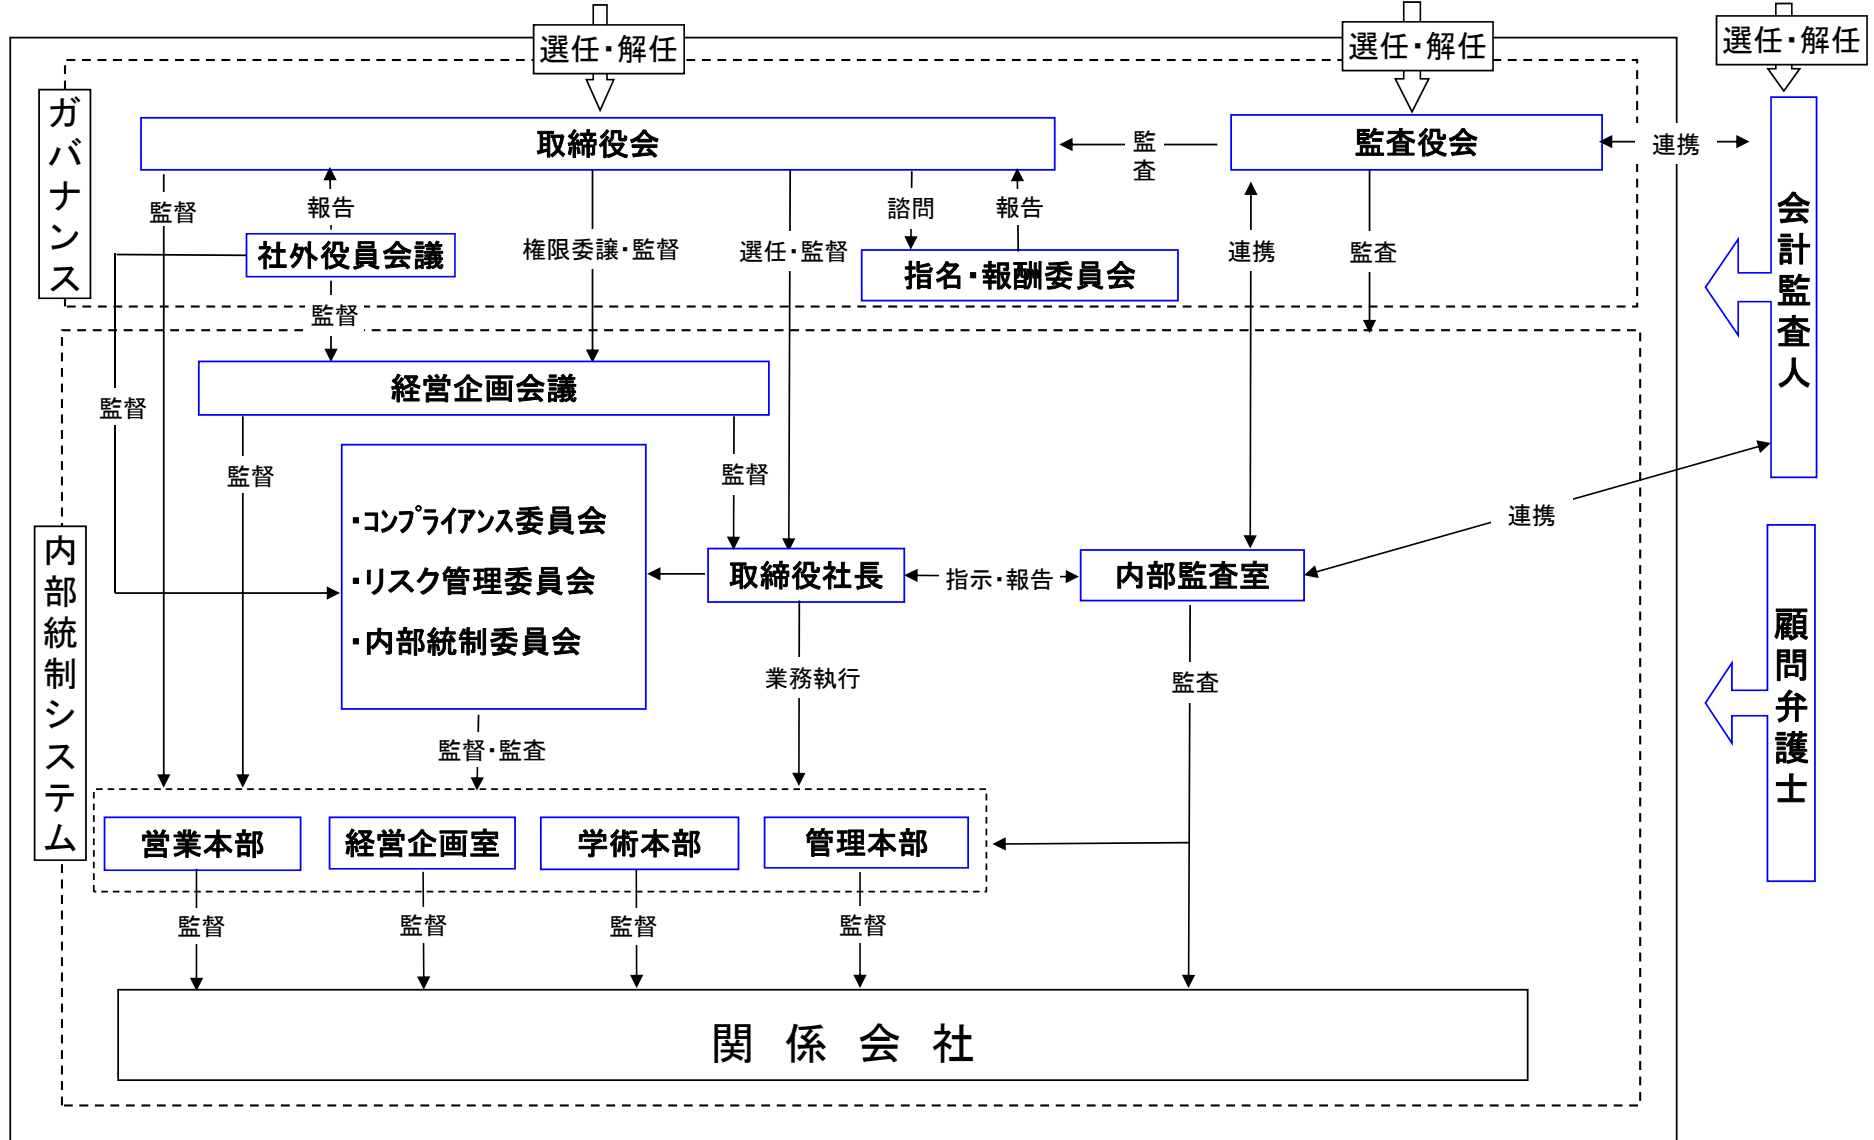 選任・解任
選任・解任
選任・解任
ガバナンス
取締役会
監査
監査役会
連携
会計監査人
監督
報告
権限委譲・監督
選任・監督
諮問
報告
連携
監査
社外役員会議
指名・報酬委員会
監督
経営企画会議
監督
監督
監督
・コンプライアンス委員会
・リスク管理委員会
・内部統制委員会
連携
内部統制システム
取締役社長
指示・報告
内部監査室
顧問弁護士
業務執行
監査
監督・監査
営業本部
経営企画室
学術本部
管理本部
監督
監督
監督
監督
関係会社